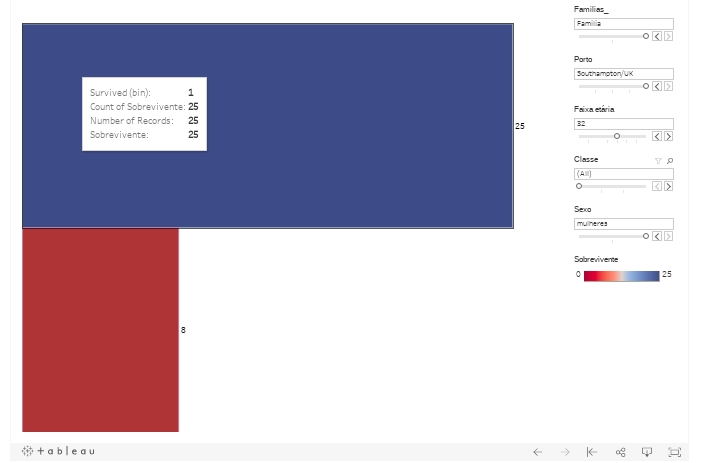 Familias_
Familia
Porto
Southampton/UK
Faixa etária
32
Classe
(All)
Sexo
mulheres
Sobrevivente
0 25
Survived (bin): 1
Count of Sobrevivente: 25
Number of Records: 25
Sobrevivente: 25
25
8
+ableau